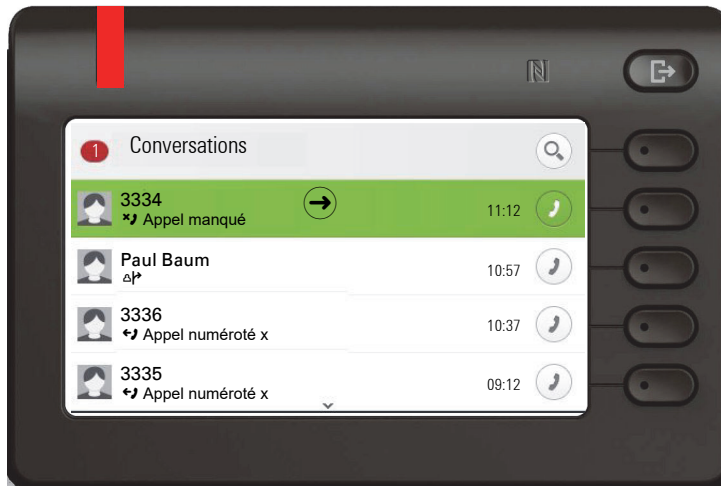 1 Conversations
3334 11:12
Appel manqué
Paul Baum 10:57
3336 10:37
Appel numéroté x
3335 09:12
Appel numéroté x